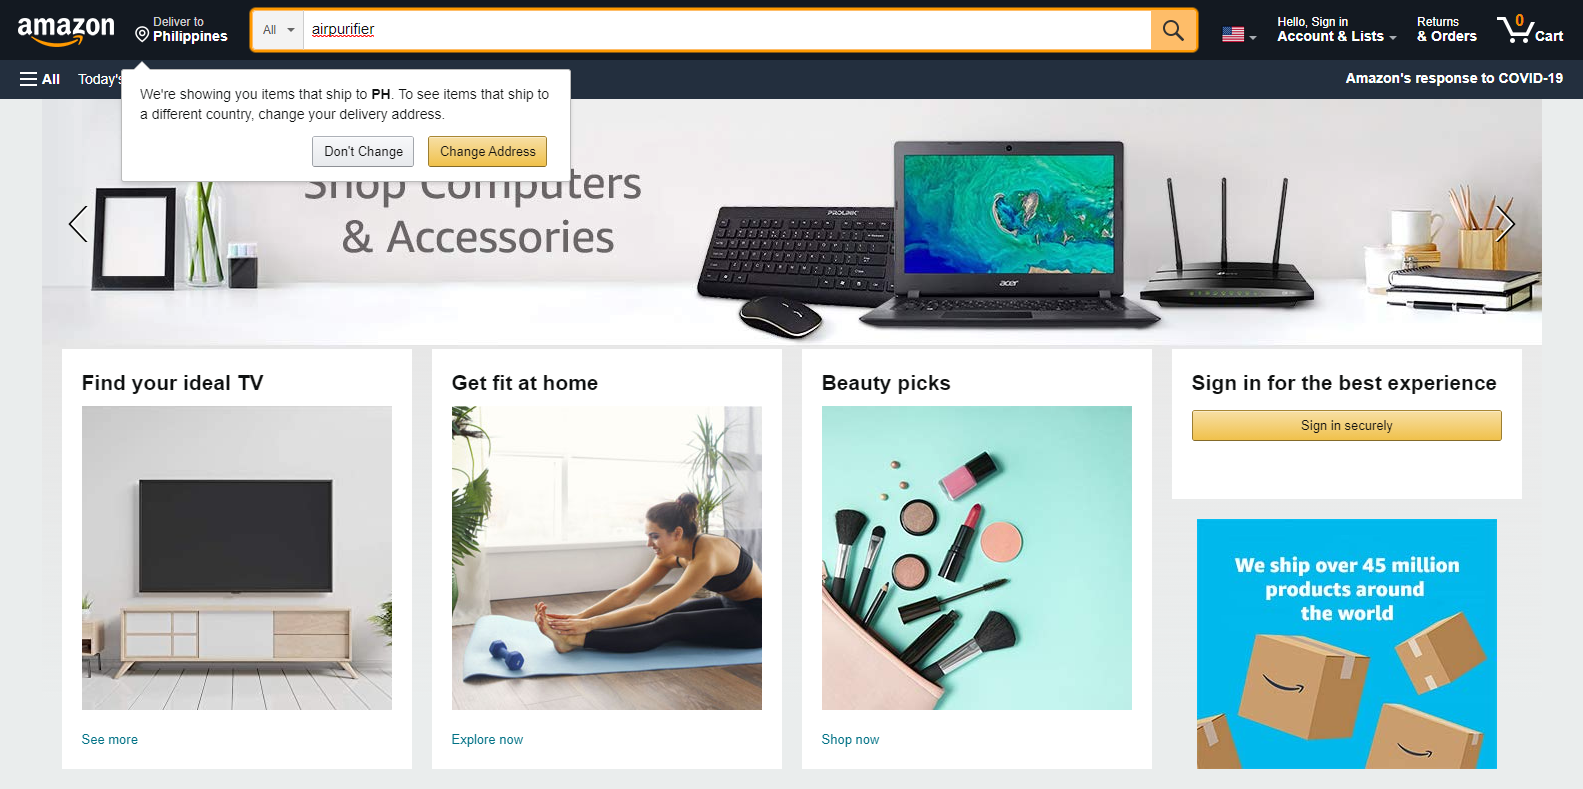 amazon
Deliver to
Philippines
All
airpurifier
Hello, Sign in
Account & Lists
Returns
& Orders
0
Cart
All
Today's
Amazon's response to COVID-19
We're showing you items that ship to PH. To see items that ship to
a different country, change your delivery address.
Don't Change
Change Address
Shop Computers
& Accessories
PROLINK
acer
Find your ideal TV
Get fit at home
Beauty picks
Sign in for the best experience
Sign in securely
We ship over 45 million
products around
the world
See more
Explore now
Shop now